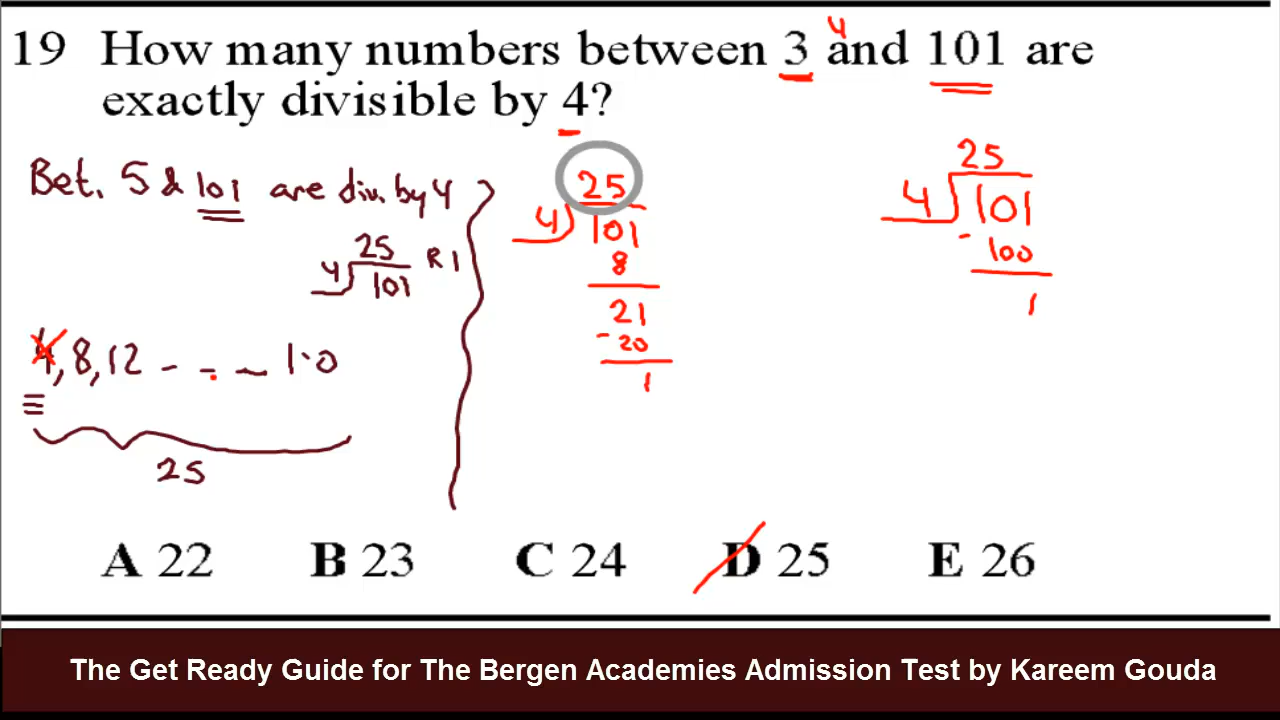 19 How many numbers between 3 and 101 are
4
exactly divisible by 4?
Bet. 5 & 101 are div. by 4
25
4 101 R 1
4, 8, 12 - - - 100
25
25
4 101
8
21
- 20
1
25
4 101
- 100
1
A 22 B 23 C 24 D 25 E 26
The Get Ready Guide for The Bergen Academies Admission Test by Kareem Gouda